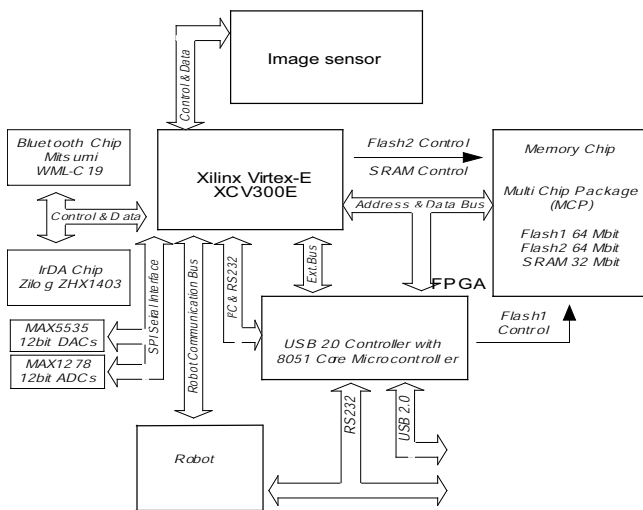 Image sensor
Control & Data
Bluetooth Chip
Mitsumi
WML-C19
Xilinx Virtex-E
XCV300E
Flash2 Control
SRAM Control
Memory Chip
Multi Chip Package
(MCP)
Flash1 64 Mbit
Flash2 64 Mbit
SRAM 32 Mbit
Address & Data Bus
Control & Data
IrDA Chip
Zilog ZHX1403
SPI Serial Interface
Robot Communication Bus
I²C & RS232
Ext.Bus
FPGA
MAX5535
12bit DACs
MAX1278
12bit ADCs
USB 2.0 Controller with
8051 Core Microcontroller
Flash1
Control
Robot
RS232
USB 2.0